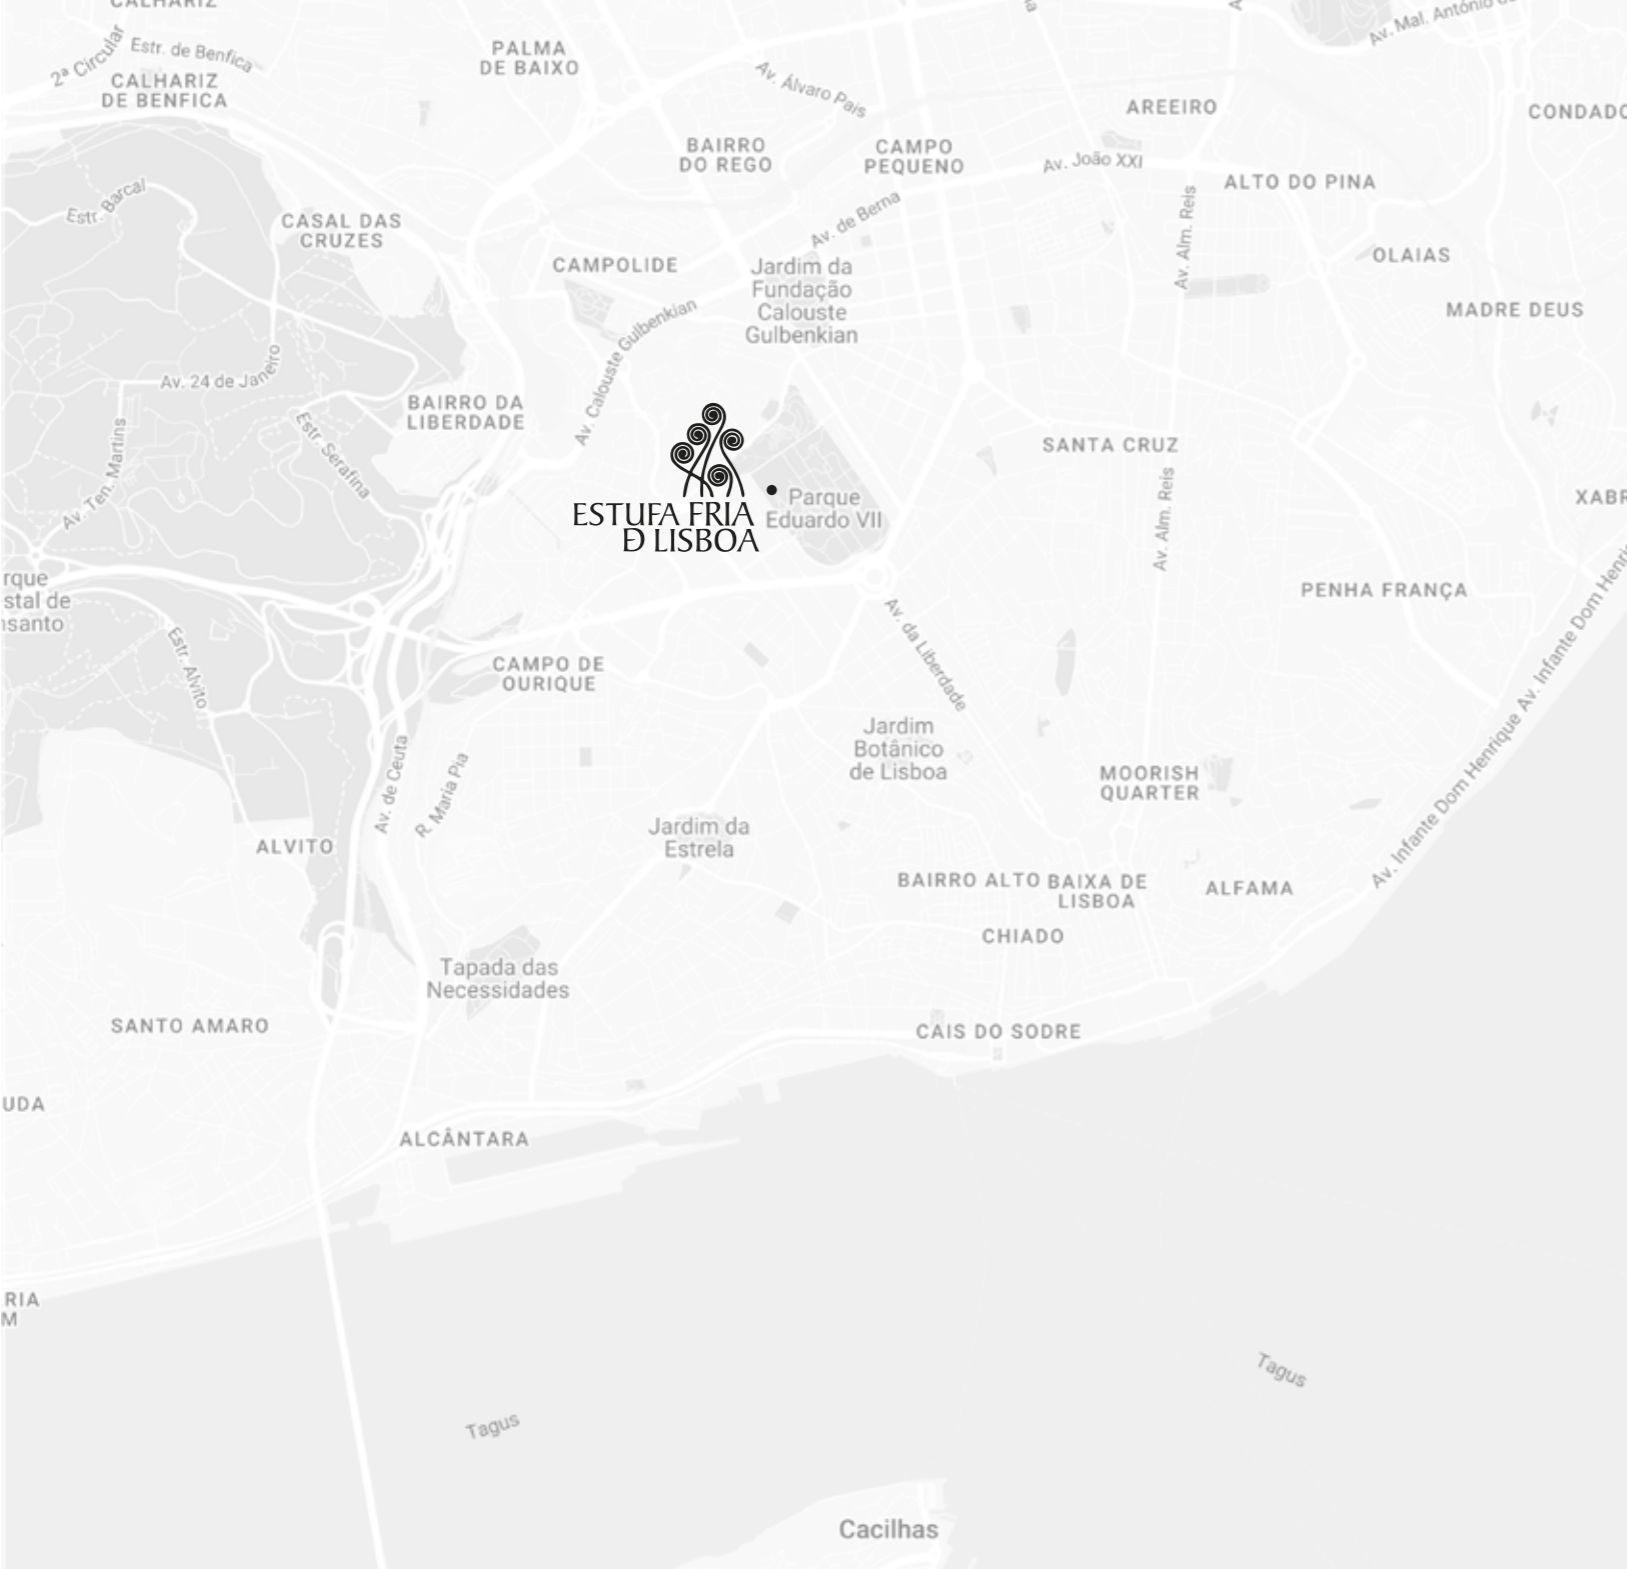 CALHARIZ
2ª Circular
Estr. de Benfica
CALHARIZ
DE BENFICA
PALMA
DE BAIXO
Av. Álvaro Pais
Av. Mal. António
AREEIRO
CONDADO
BAIRRO
DO REGO
CAMPO
PEQUENO
Av. João XXI
ALTO DO PINA
Estr. Barcal
CASAL DAS
CRUZES
Av. de Berna
Av. Alm. Reis
OLAIAS
CAMPOLIDE
Jardim da
Fundação
Calouste
Gulbenkian
MADRE DEUS
Av. Calouste Gulbenkian
Av. 24 de Janeiro
BAIRRO DA
LIBERDADE
Estr. Serafina
Av. Ten. Martins
SANTA CRUZ
Av. Alm. Reis
XABR
ESTUFA FRIA
D LISBOA
Parque
Eduardo VII
rque
stal de
nsanto
PENHA FRANÇA
Av. da Liberdade
Estr. Alvito
CAMPO DE
OURIQUE
Av. Infante Dom Henrique
Av. Infante Dom Henri
Jardim
Botânico
de Lisboa
MOORISH
QUARTER
Av. de Ceuta
R. Maria Pia
Jardim da
Estrela
ALVITO
BAIRRO ALTO
BAIXA DE
LISBOA
ALFAMA
CHIADO
Tapada das
Necessidades
SANTO AMARO
CAIS DO SODRE
UDA
ALCÂNTARA
RIA
M
Tagus
Tagus
Cacilhas